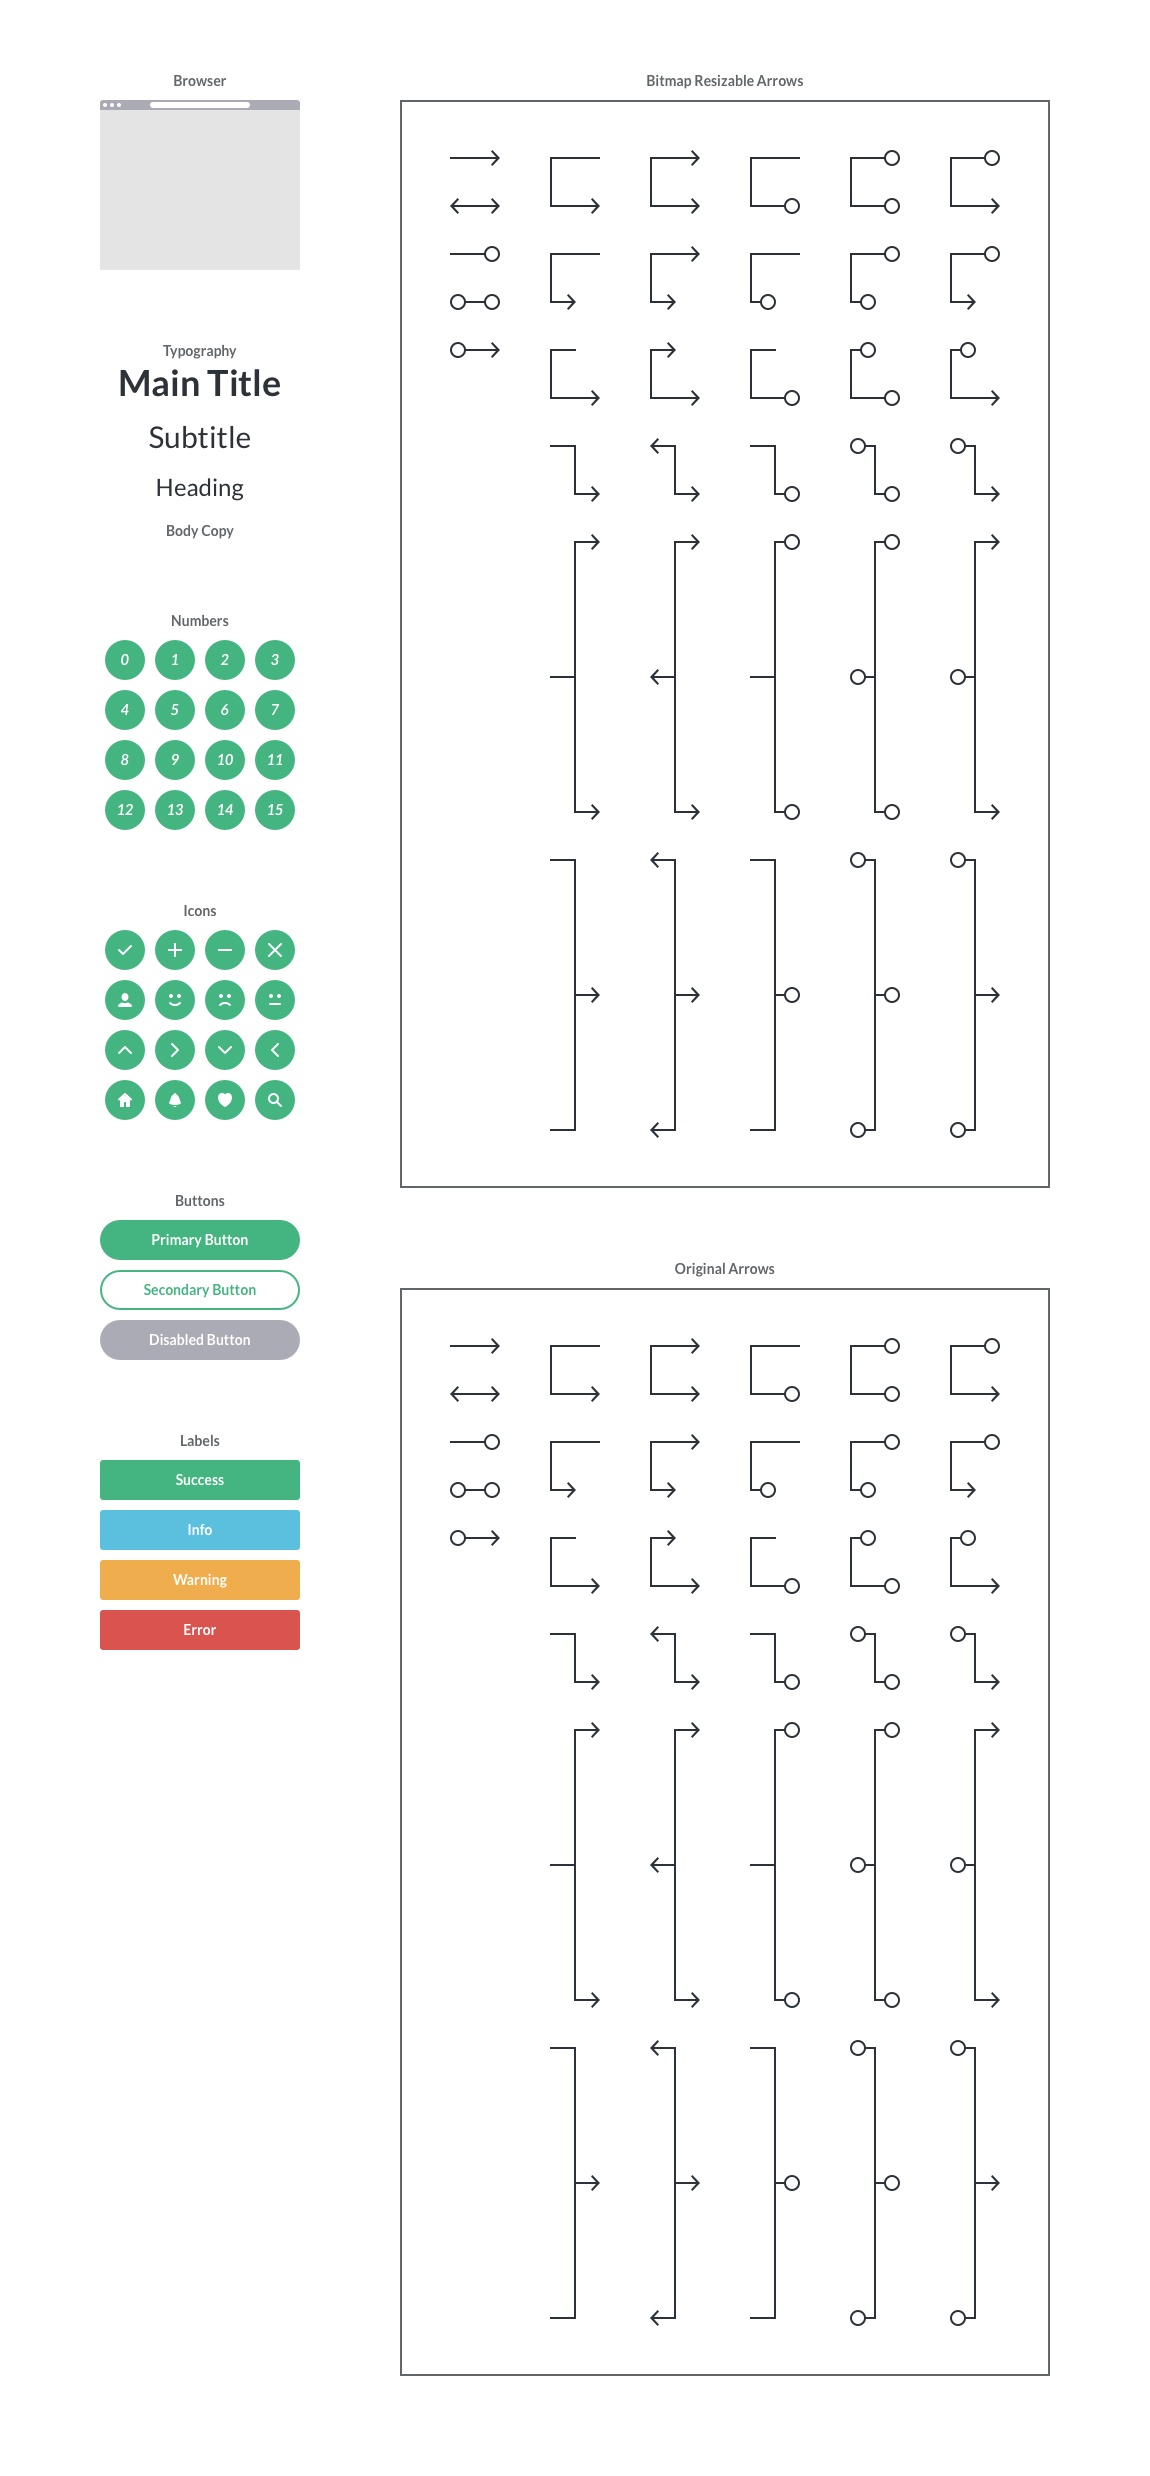 Browser
Typography
Main Title
Subtitle
Heading
Body Copy
Numbers
0 1 2 3
4 5 6 7
8 9 10 11
12 13 14 15
Icons
Buttons
Primary Button
Secondary Button
Disabled Button
Labels
Success
Info
Warning
Error
Bitmap Resizable Arrows
Original Arrows